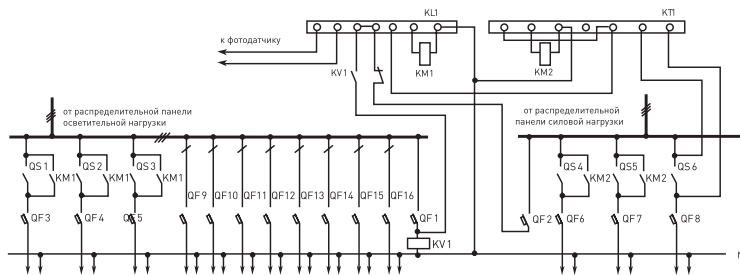 KL1
KT1
к фотодатчику
KV1
KM1
KM2
от распределительной панели
осветительной нагрузки
от распределительной
панели силовой нагрузки
QS1
KM1
QS2
KM1
QS3
KM1
QS4
KM2
QS5
KM2
QS6
QF9
QF10
QF11
QF12
QF13
QF14
QF15
QF16
QF3
QF4
QF5
QF1
QF2
QF6
QF7
QF8
KV1